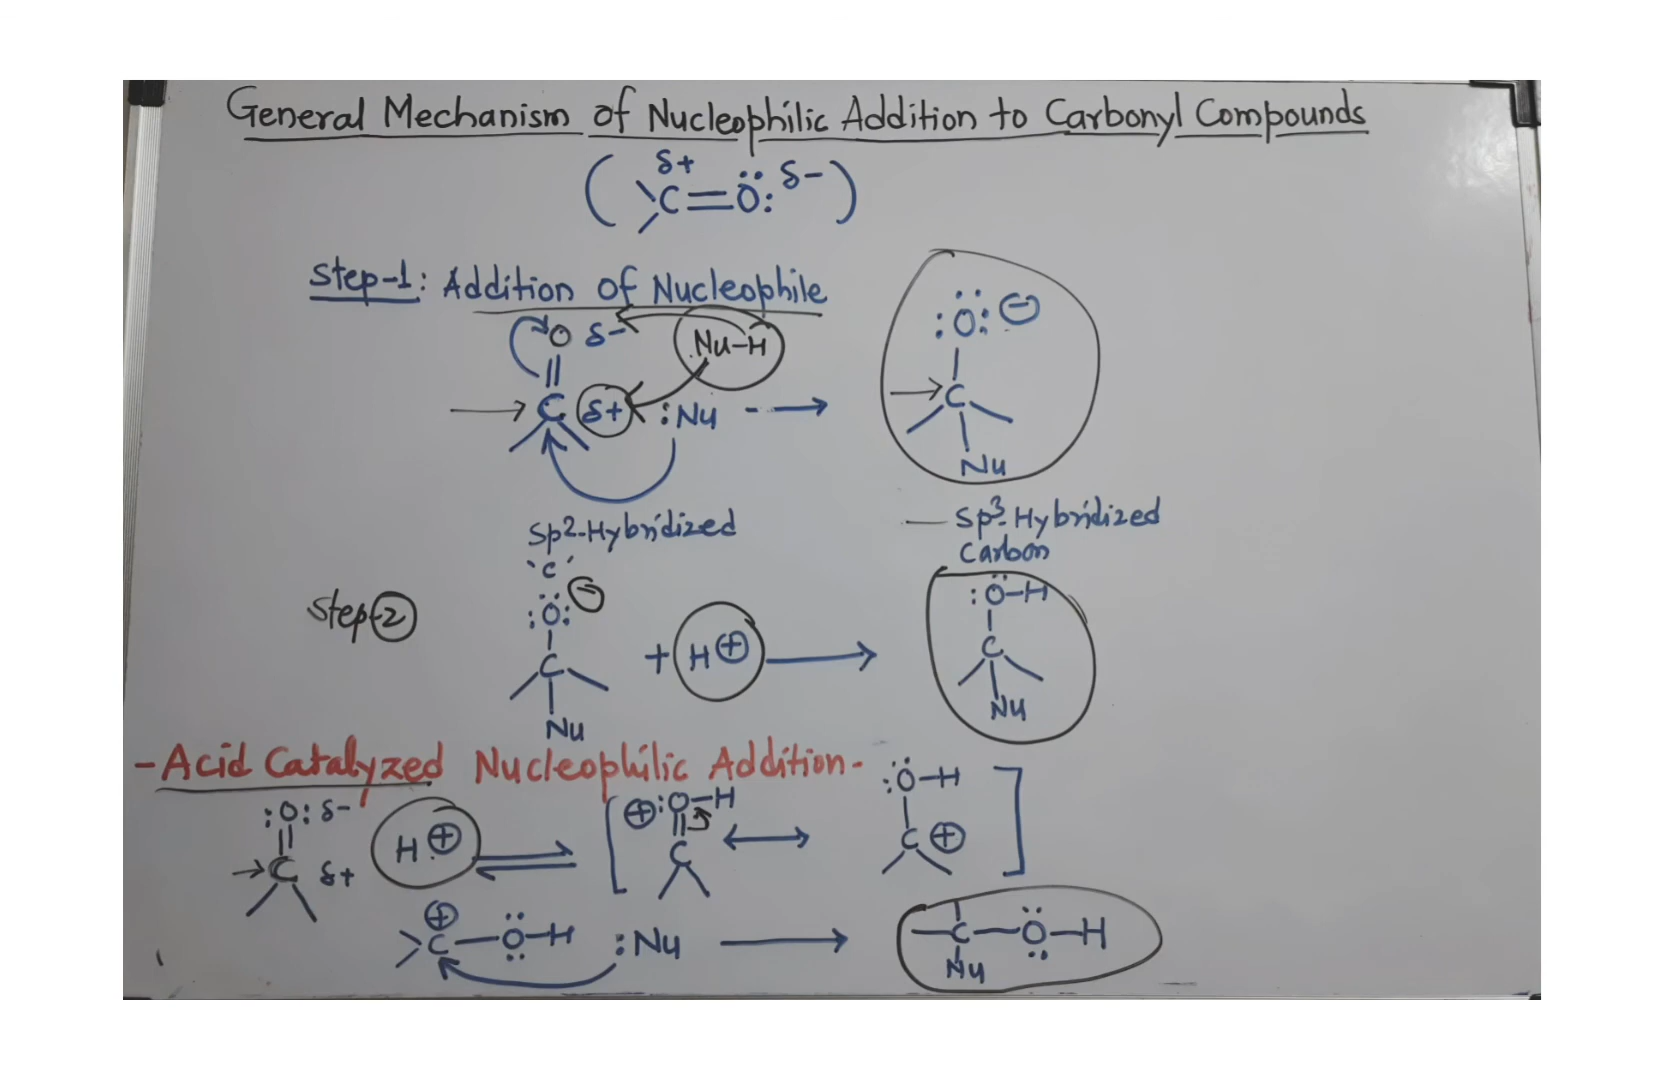 General Mechanism of Nucleophilic Addition to Carbonyl Compounds
( C=O: δ+ δ- )
Step-1: Addition of Nucleophile
O δ- Nu-H
C δ+ :Nu
:O: ⊖
C
Nu
Sp2-Hybridized
C
Sp3-Hybridized
Carbon
Step-2
:O: ⊖
C
Nu
+ H⊕
:O-H
C
Nu
-Acid Catalyzed Nucleophilic Addition-
:O: δ-
C δ+
H⊕
[ ⊕:O-H
C
:O-H
C⊕ ]
⊕
C-O-H :Nu
C-O-H
Nu